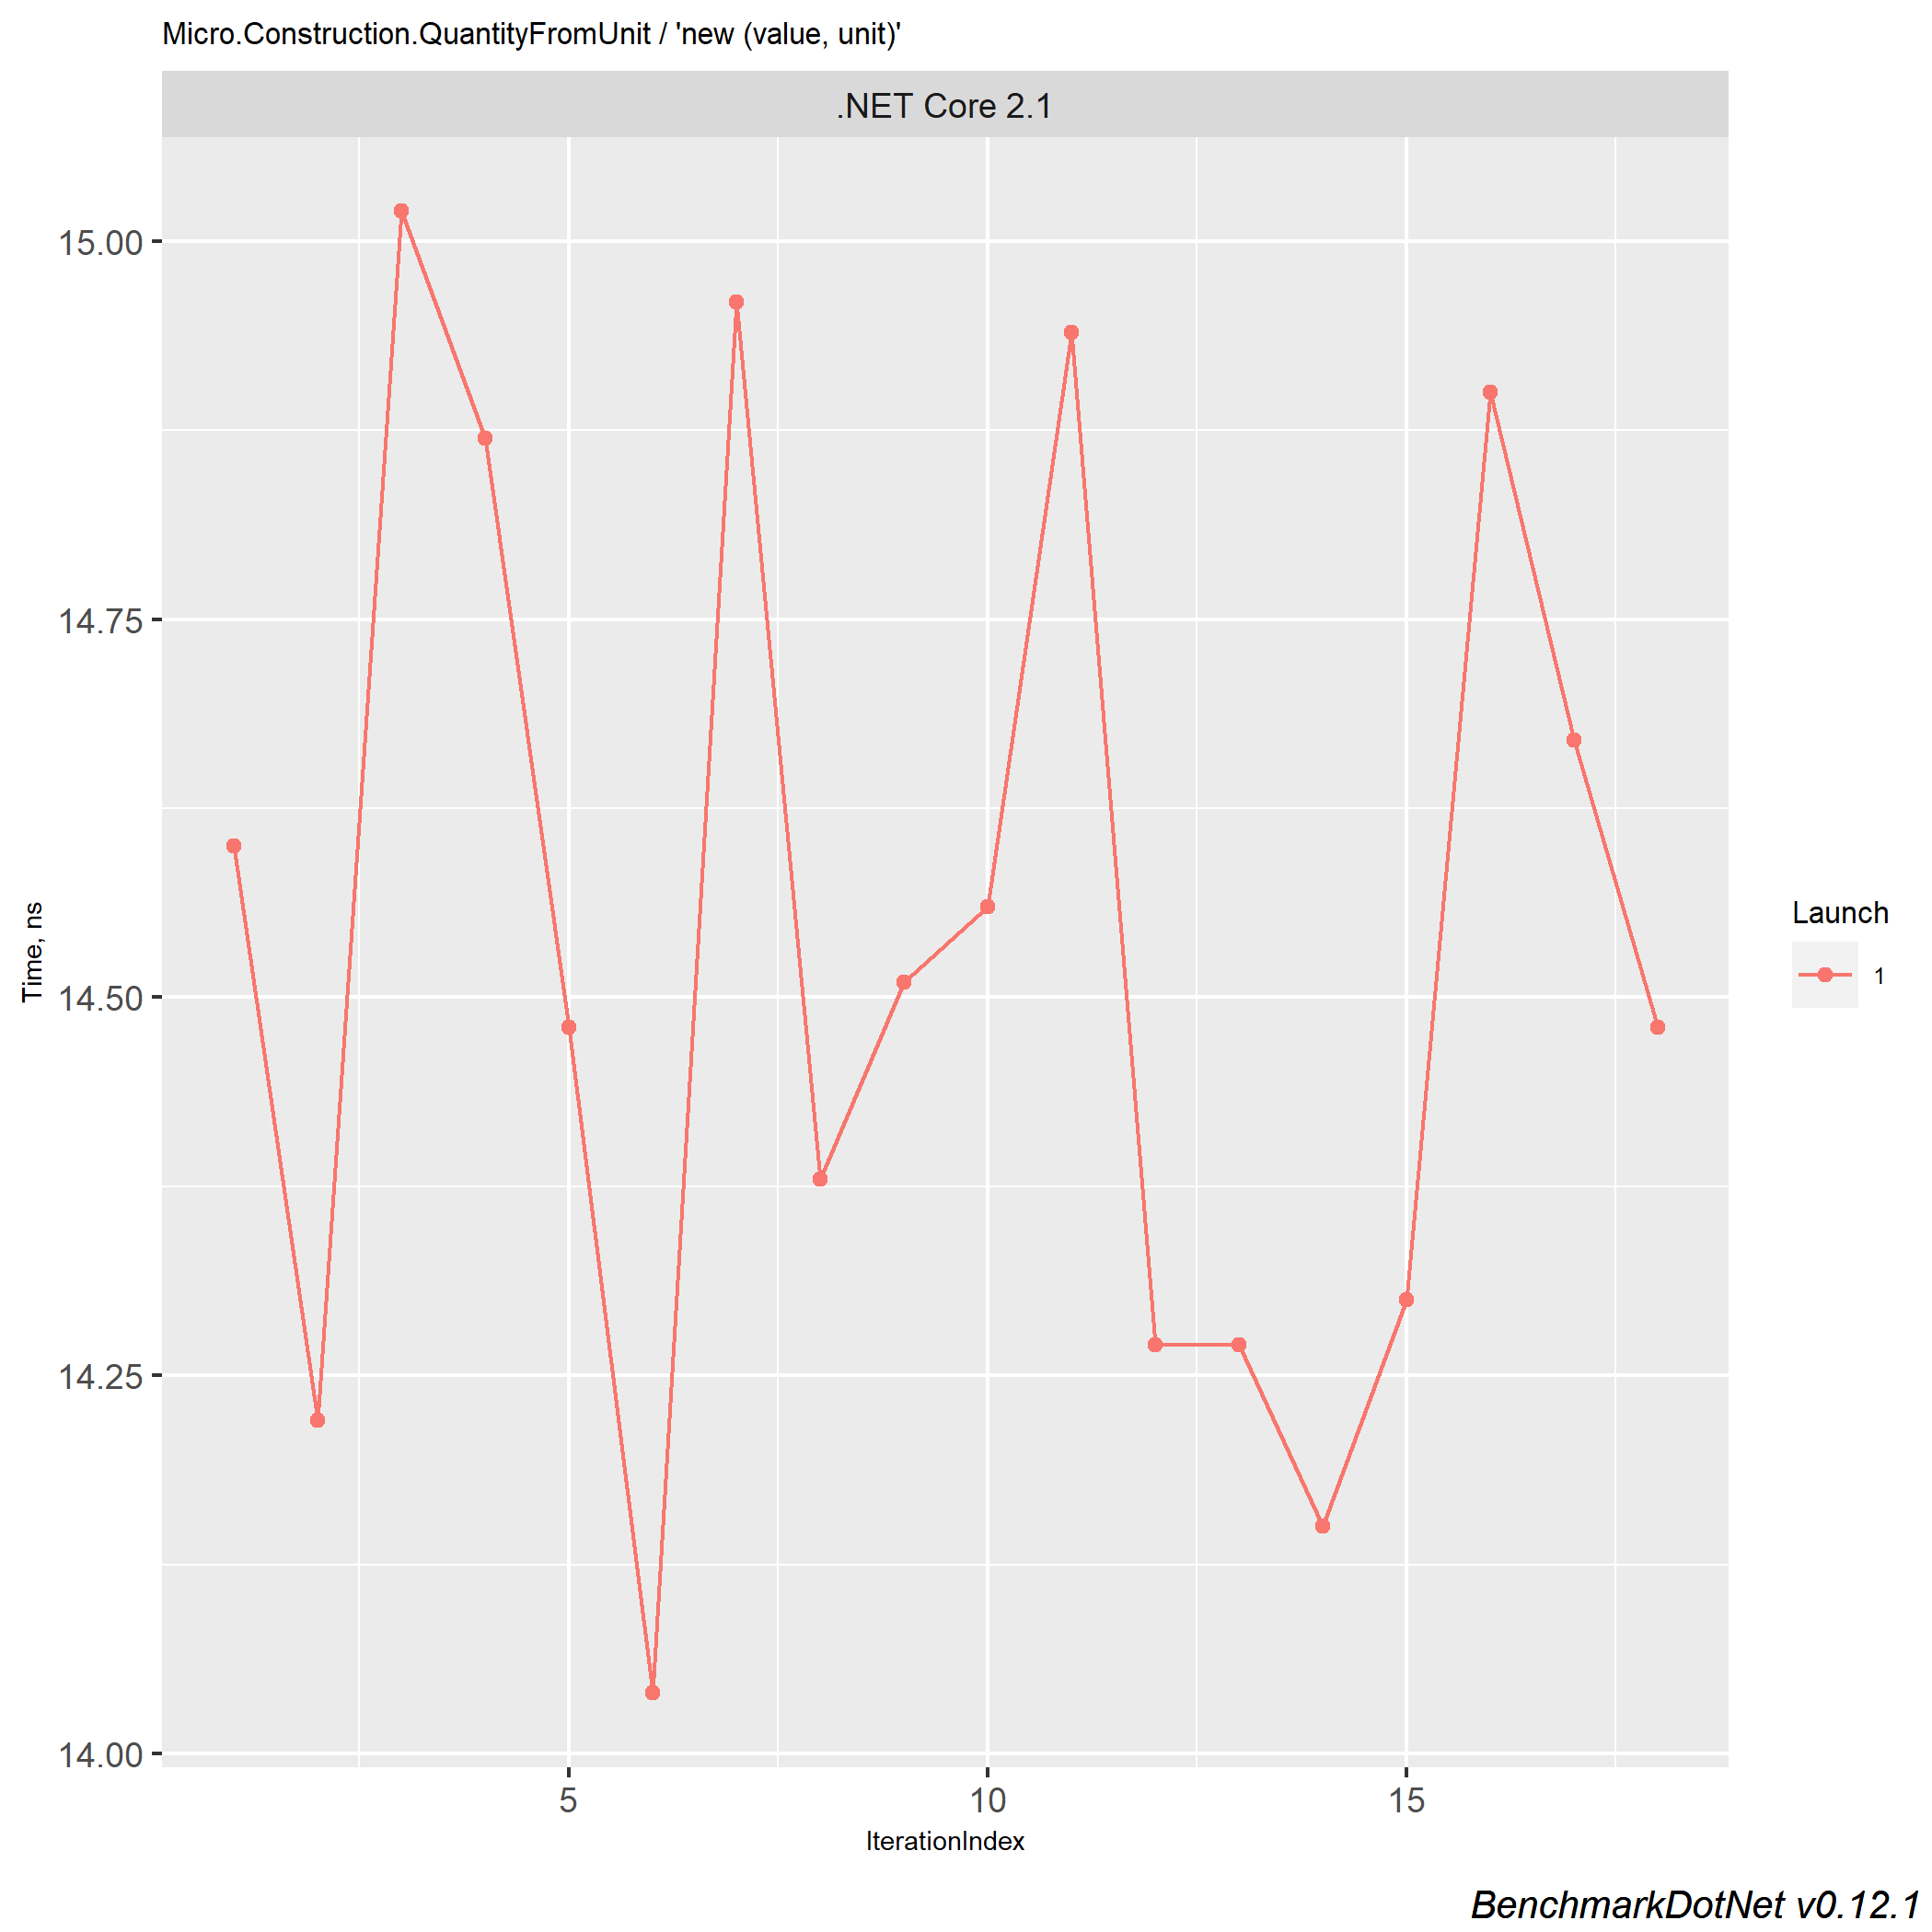 Micro.Construction.QuantityFromUnit / 'new (value, unit)'
.NET Core 2.1
15.00
14.75
14.50
14.25
14.00
Time, ns
5
10
15
IterationIndex
Launch
1
BenchmarkDotNet v0.12.1